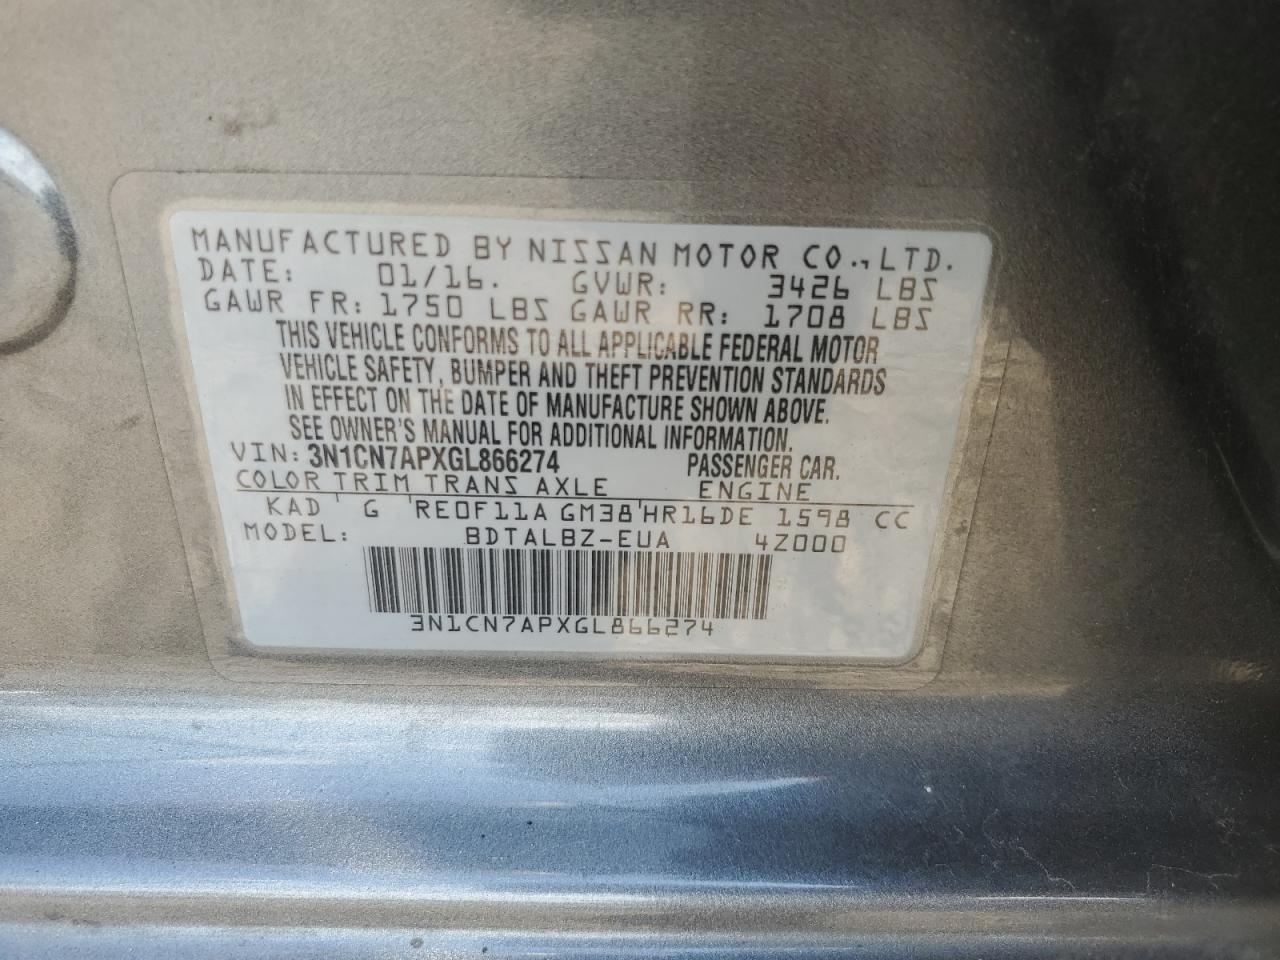 MANUFACTURED BY NISSAN MOTOR CO., LTD.
DATE: 01/16. GVWR: 3426 LBS
GAWR FR: 1750 LBS GAWR RR: 1708 LBS
THIS VEHICLE CONFORMS TO ALL APPLICABLE FEDERAL MOTOR
VEHICLE SAFETY, BUMPER AND THEFT PREVENTION STANDARDS
IN EFFECT ON THE DATE OF MANUFACTURE SHOWN ABOVE.
SEE OWNER'S MANUAL FOR ADDITIONAL INFORMATION.
VIN: 3N1CN7APXGL866274 PASSENGER CAR.
COLOR TRIM TRANS AXLE ENGINE
KAD ' G ' RE0F11A GM38 ' HR16DE 1598 CC
MODEL: BDTALBZ-EUA 4Z000
3N1CN7APXGL866274